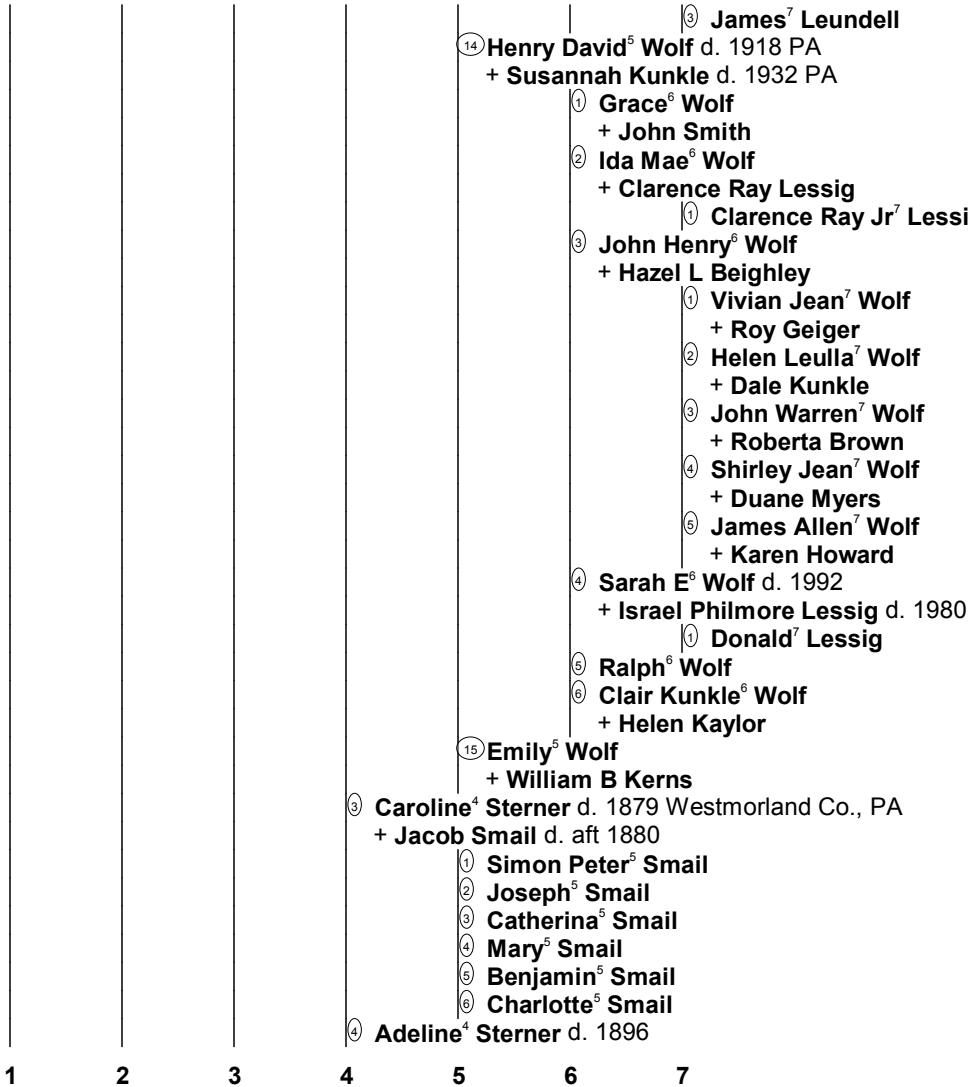 3 James⁷ Leundell
14 Henry David⁵ Wolf d. 1918 PA
+ Susannah Kunkle d. 1932 PA
1 Grace⁶ Wolf
+ John Smith
2 Ida Mae⁶ Wolf
+ Clarence Ray Lessig
1 Clarence Ray Jr⁷ Lessi
3 John Henry⁶ Wolf
+ Hazel L Beighley
1 Vivian Jean⁷ Wolf
+ Roy Geiger
2 Helen Leulla⁷ Wolf
+ Dale Kunkle
3 John Warren⁷ Wolf
+ Roberta Brown
4 Shirley Jean⁷ Wolf
+ Duane Myers
5 James Allen⁷ Wolf
+ Karen Howard
4 Sarah E⁶ Wolf d. 1992
+ Israel Philmore Lessig d. 1980
1 Donald⁷ Lessig
5 Ralph⁶ Wolf
6 Clair Kunkle⁶ Wolf
+ Helen Kaylor
15 Emily⁵ Wolf
+ William B Kerns
3 Caroline⁴ Sterner d. 1879 Westmorland Co., PA
+ Jacob Smail d. aft 1880
1 Simon Peter⁵ Smail
2 Joseph⁵ Smail
3 Catherina⁵ Smail
4 Mary⁵ Smail
5 Benjamin⁵ Smail
6 Charlotte⁵ Smail
4 Adeline⁴ Sterner d. 1896
1 2 3 4 5 6 7